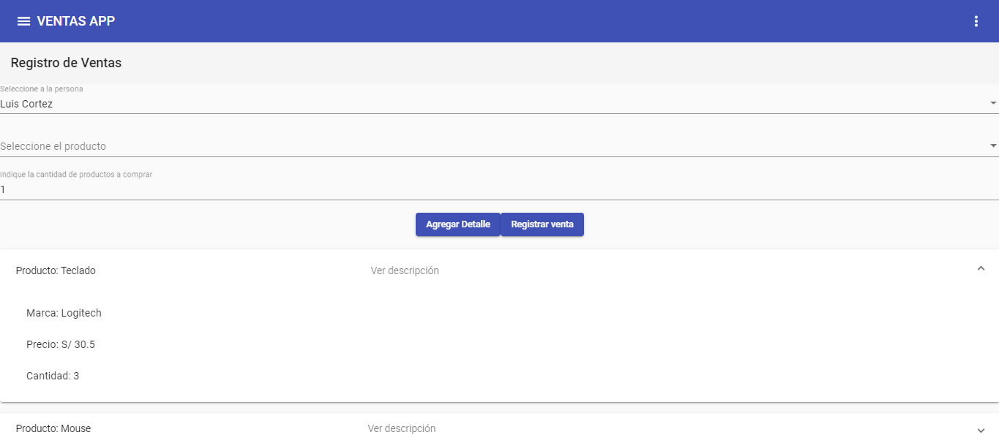 VENTAS APP
Registro de Ventas
Seleccione a la persona
Luis Cortez
Seleccione el producto
Indique la cantidad de productos a comprar
1
Agregar Detalle Registrar venta
Producto: Teclado Ver descripción
Marca: Logitech
Precio: S/ 30.5
Cantidad: 3
Producto: Mouse Ver descripción